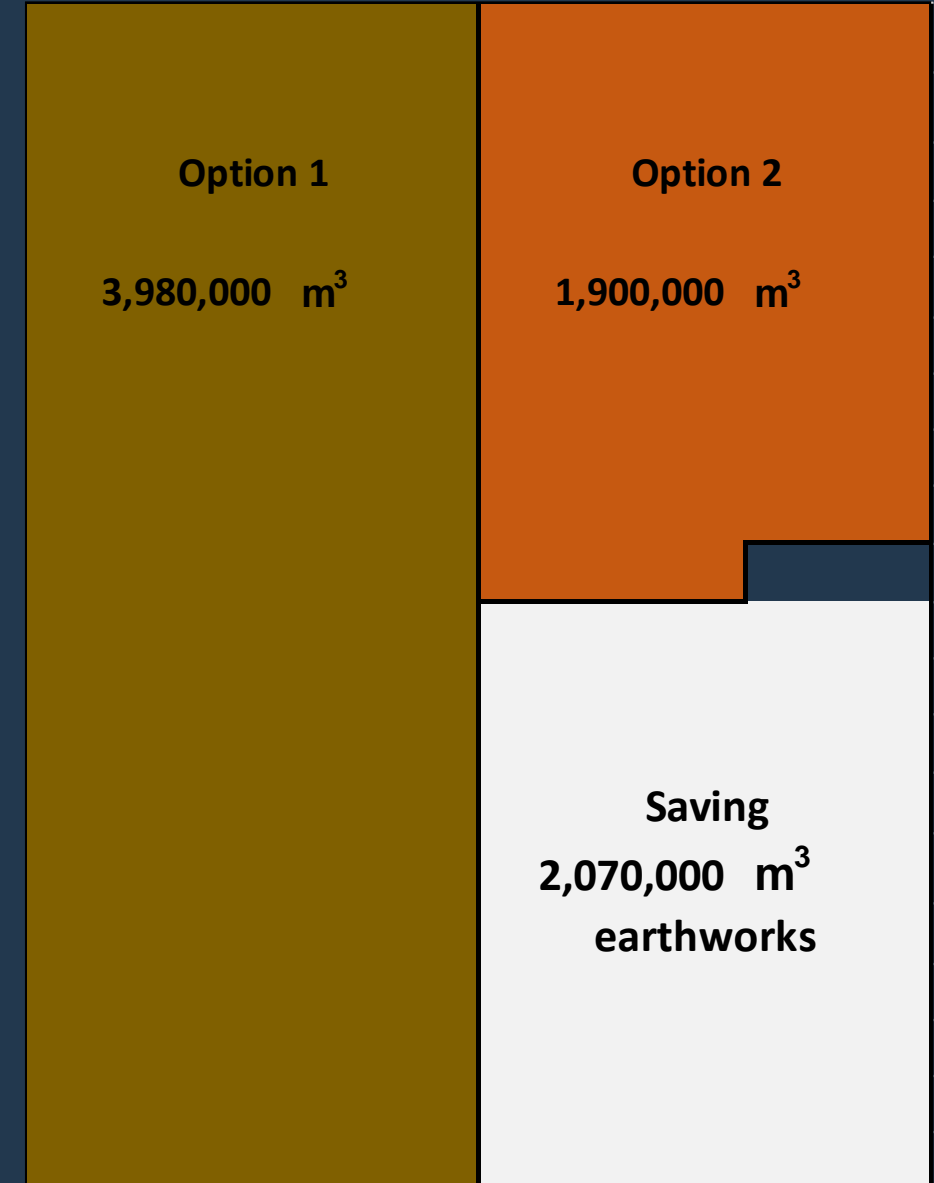 Option 1
3,980,000 m³
Option 2
1,900,000 m³
Saving
2,070,000 m³
earthworks